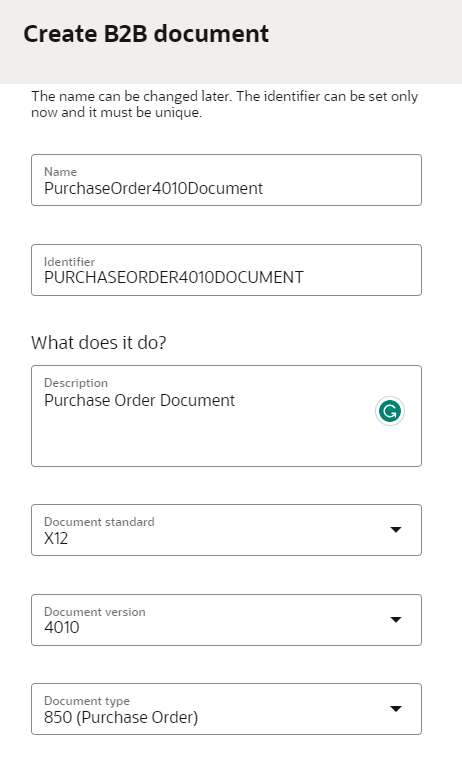 Create B2B document
The name can be changed later. The identifier can be set only
now and it must be unique.
Name
PurchaseOrder4010Document
Identifier
PURCHASEORDER4010DOCUMENT
What does it do?
Description
Purchase Order Document
Document standard
X12
Document version
4010
Document type
850 (Purchase Order)